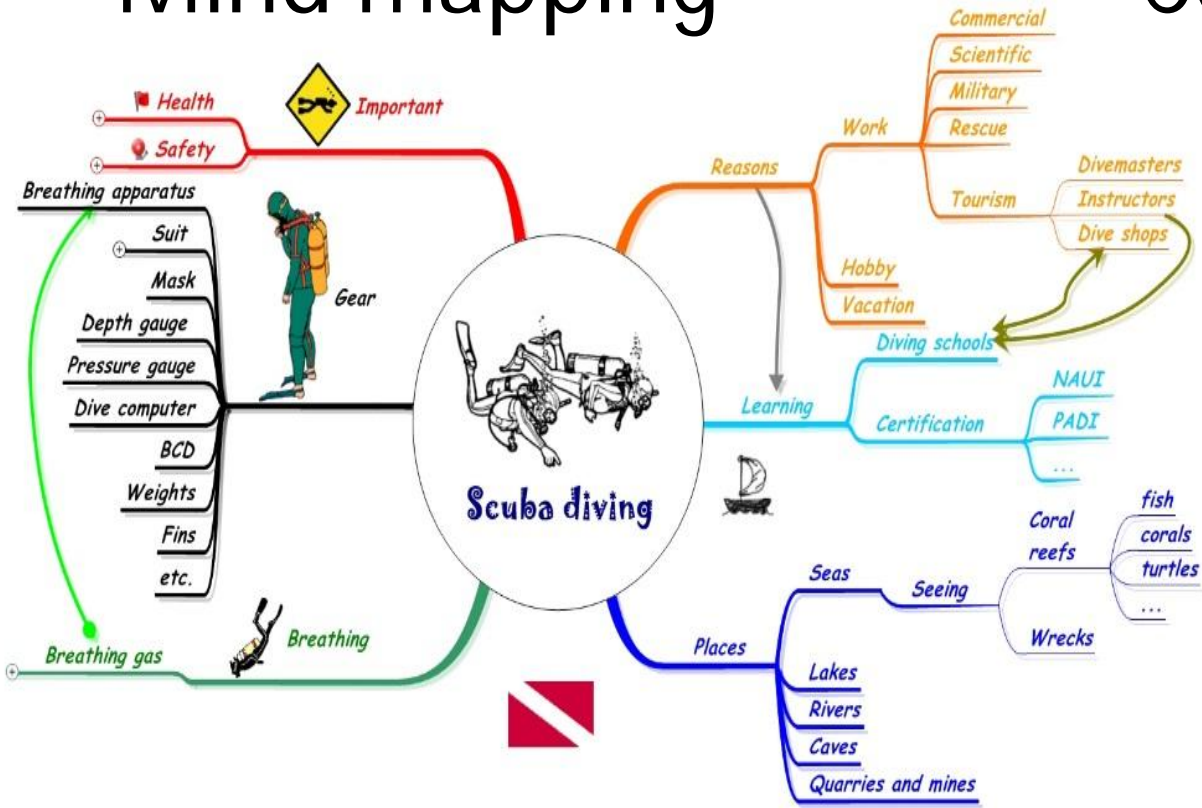 Mind mapping
Important
Health
Safety
Gear
Breathing apparatus
Suit
Mask
Depth gauge
Pressure gauge
Dive computer
BCD
Weights
Fins
etc.
Breathing
Breathing gas
Scuba diving
Reasons
Work
Commercial
Scientific
Military
Rescue
Tourism
Divemasters
Instructors
Dive shops
Hobby
Vacation
Learning
Diving schools
Certification
NAUI
PADI
...
Places
Seas
Seeing
Coral
reefs
fish
corals
turtles
...
Wrecks
Lakes
Rivers
Caves
Quarries and mines